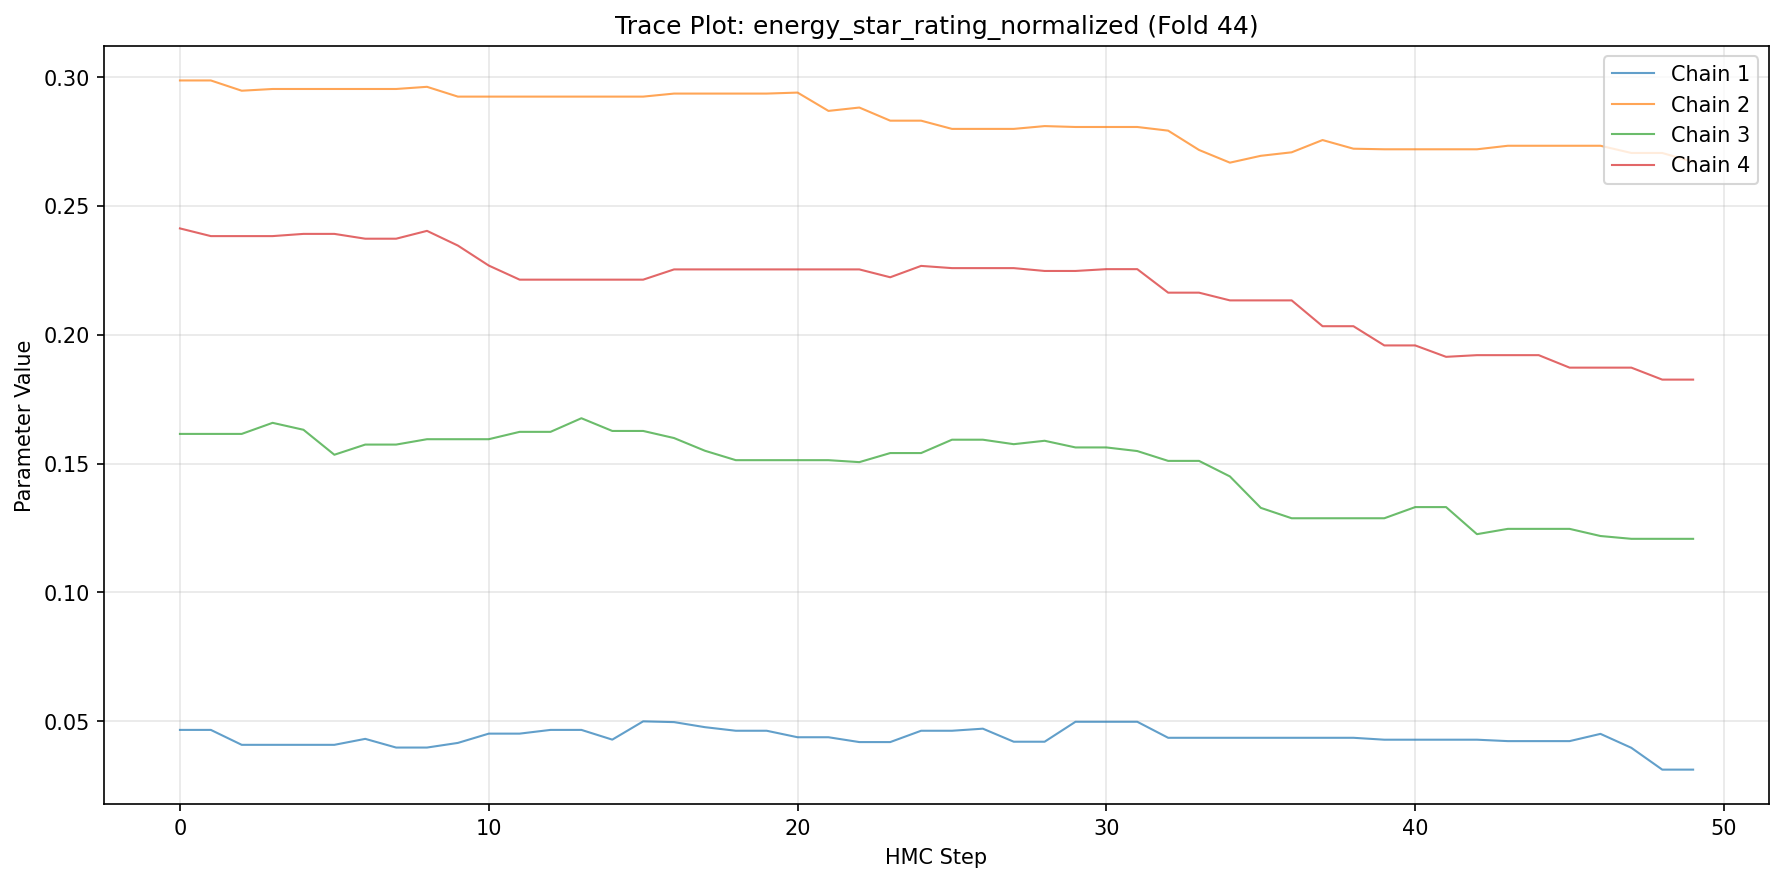 Trace Plot: energy_star_rating_normalized (Fold 44)
Chain 1
Chain 2
Chain 3
Chain 4
0.30
0.25
0.20
0.15
0.10
0.05
Parameter Value
0 10 20 30 40 50
HMC Step